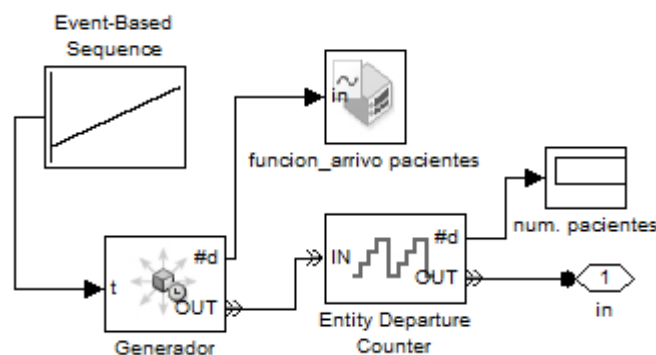 Event-Based
Sequence
in
funcion_arrivo pacientes
num. pacientes
t
#d
OUT
Generador
IN
#d
OUT
Entity Departure
Counter
1
in